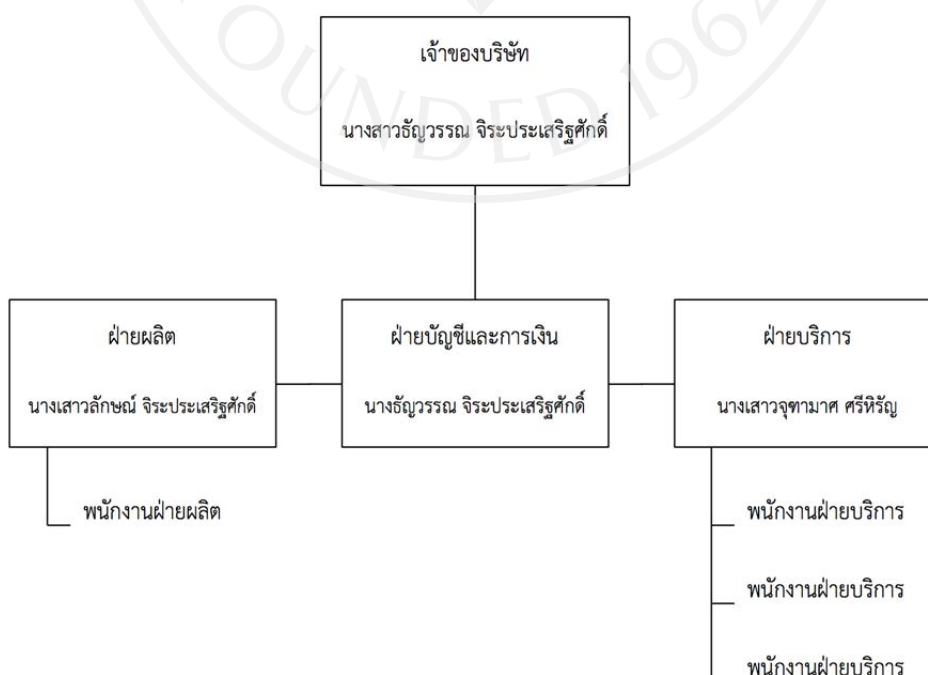 OUNDED 1962
เจ้าของบริษัท
นางสาวธัญวรรณ จิระประเสริฐศักดิ์
ฝ่ายผลิต
นางเสาวลักษณ์ จิระประเสริฐศักดิ์
ฝ่ายบัญชีและการเงิน
นางธัญวรรณ จิระประเสริฐศักดิ์
ฝ่ายบริการ
นางเสาวจุฑามาศ ศรีหิรัญ
พนักงานฝ่ายผลิต
พนักงานฝ่ายบริการ
พนักงานฝ่ายบริการ
พนักงานฝ่ายบริการ